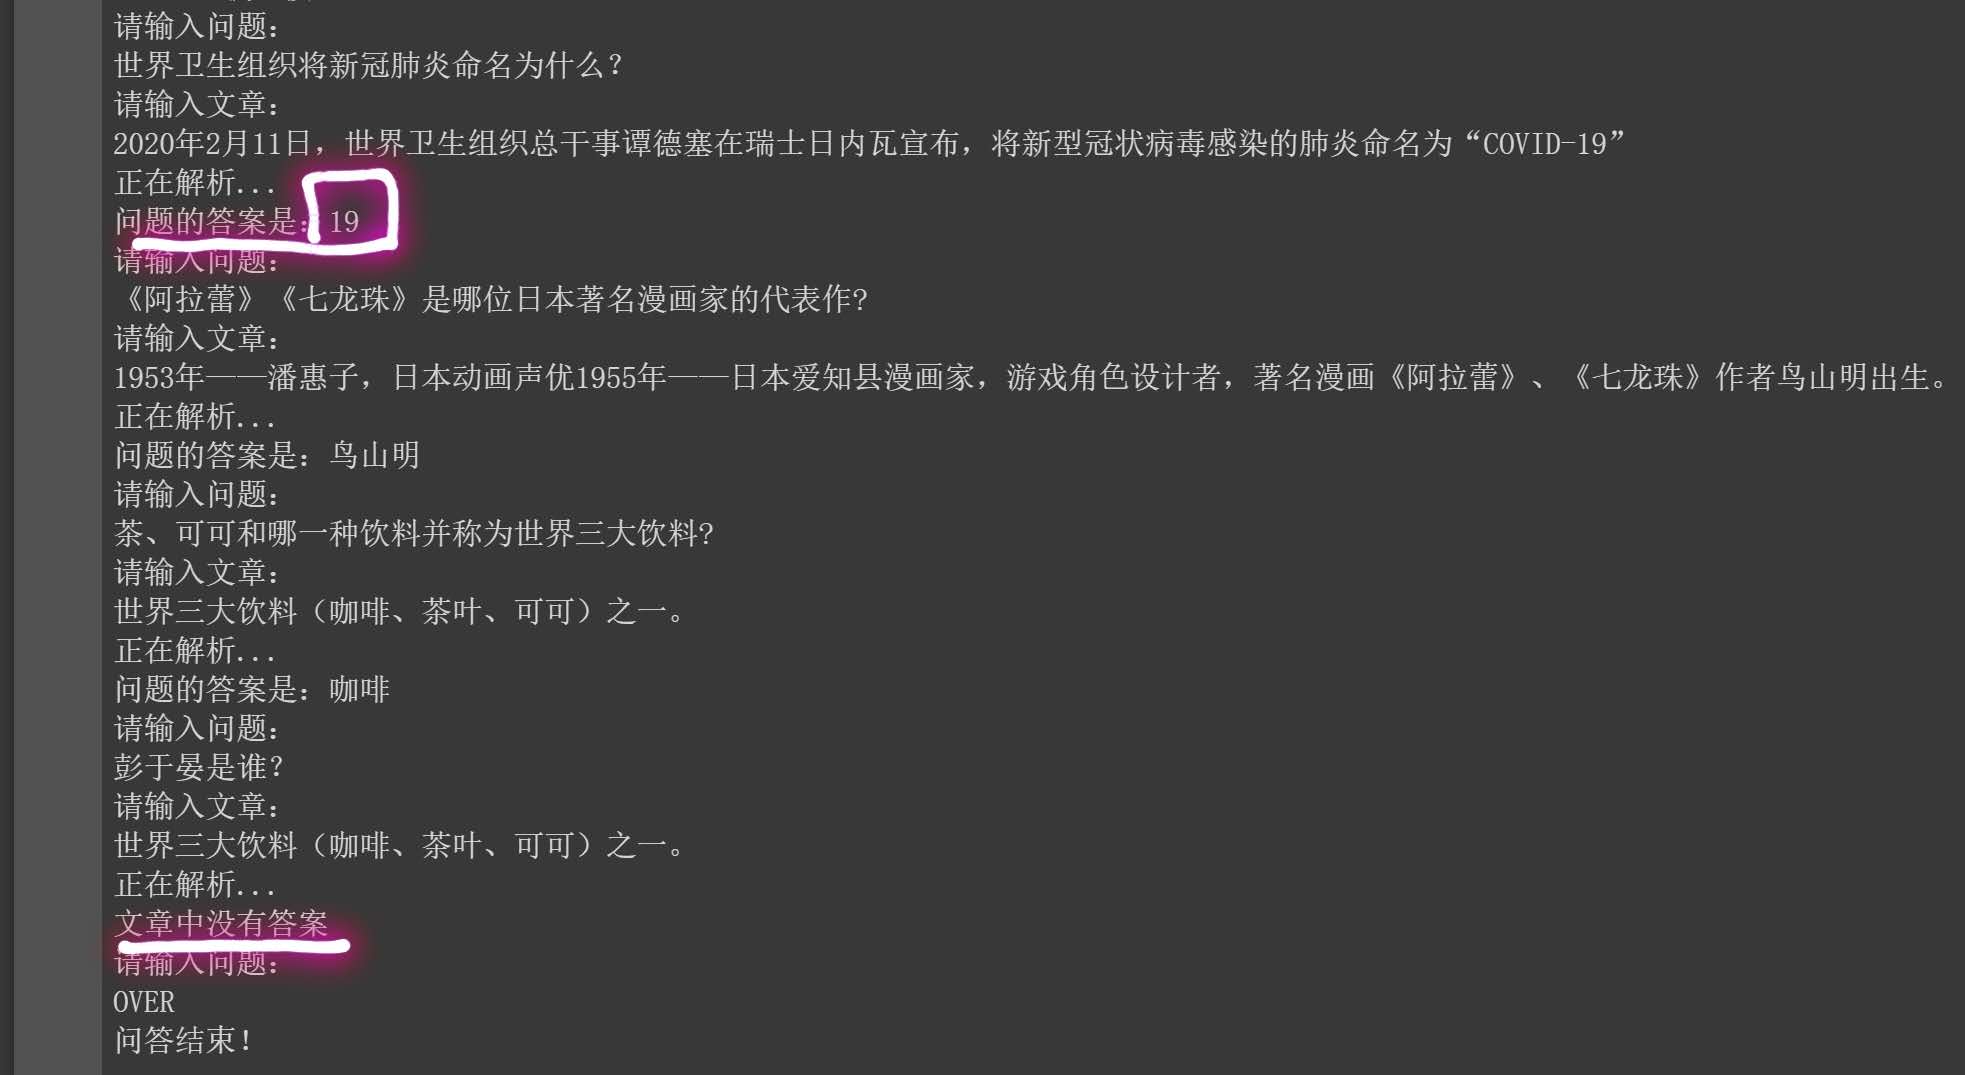 请输入问题:
世界卫生组织将新冠肺炎命名为什么？
请输入文章:
2020年2月11日，世界卫生组织总干事谭德塞在瑞士日内瓦宣布，将新型冠状病毒感染的肺炎命名为“COVID-19”
正在解析...
问题的答案是: 19
请输入问题:
《阿拉蕾》《七龙珠》是哪位日本著名漫画家的代表作?
请输入文章:
1953年——潘惠子，日本动画声优1955年——日本爱知县漫画家，游戏角色设计者，著名漫画《阿拉蕾》、《七龙珠》作者鸟山明出生。
正在解析...
问题的答案是: 鸟山明
请输入问题:
茶、可可和哪一种饮料并称为世界三大饮料?
请输入文章:
世界三大饮料（咖啡、茶叶、可可）之一。
正在解析...
问题的答案是: 咖啡
请输入问题:
彭于晏是谁？
请输入文章:
世界三大饮料（咖啡、茶叶、可可）之一。
正在解析...
文章中没有答案
请输入问题:
OVER
问答结束!